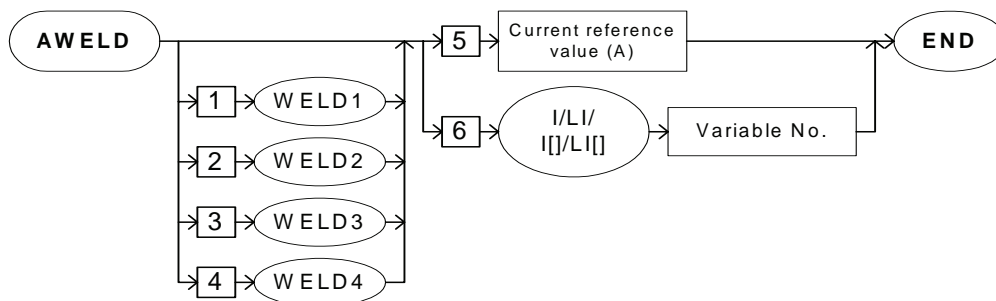 AWELD
5
Current reference
value (A)
END
1
WELD1
6
I/LI/
I[]/LI[]
Variable No.
2
WELD2
3
WELD3
4
WELD4